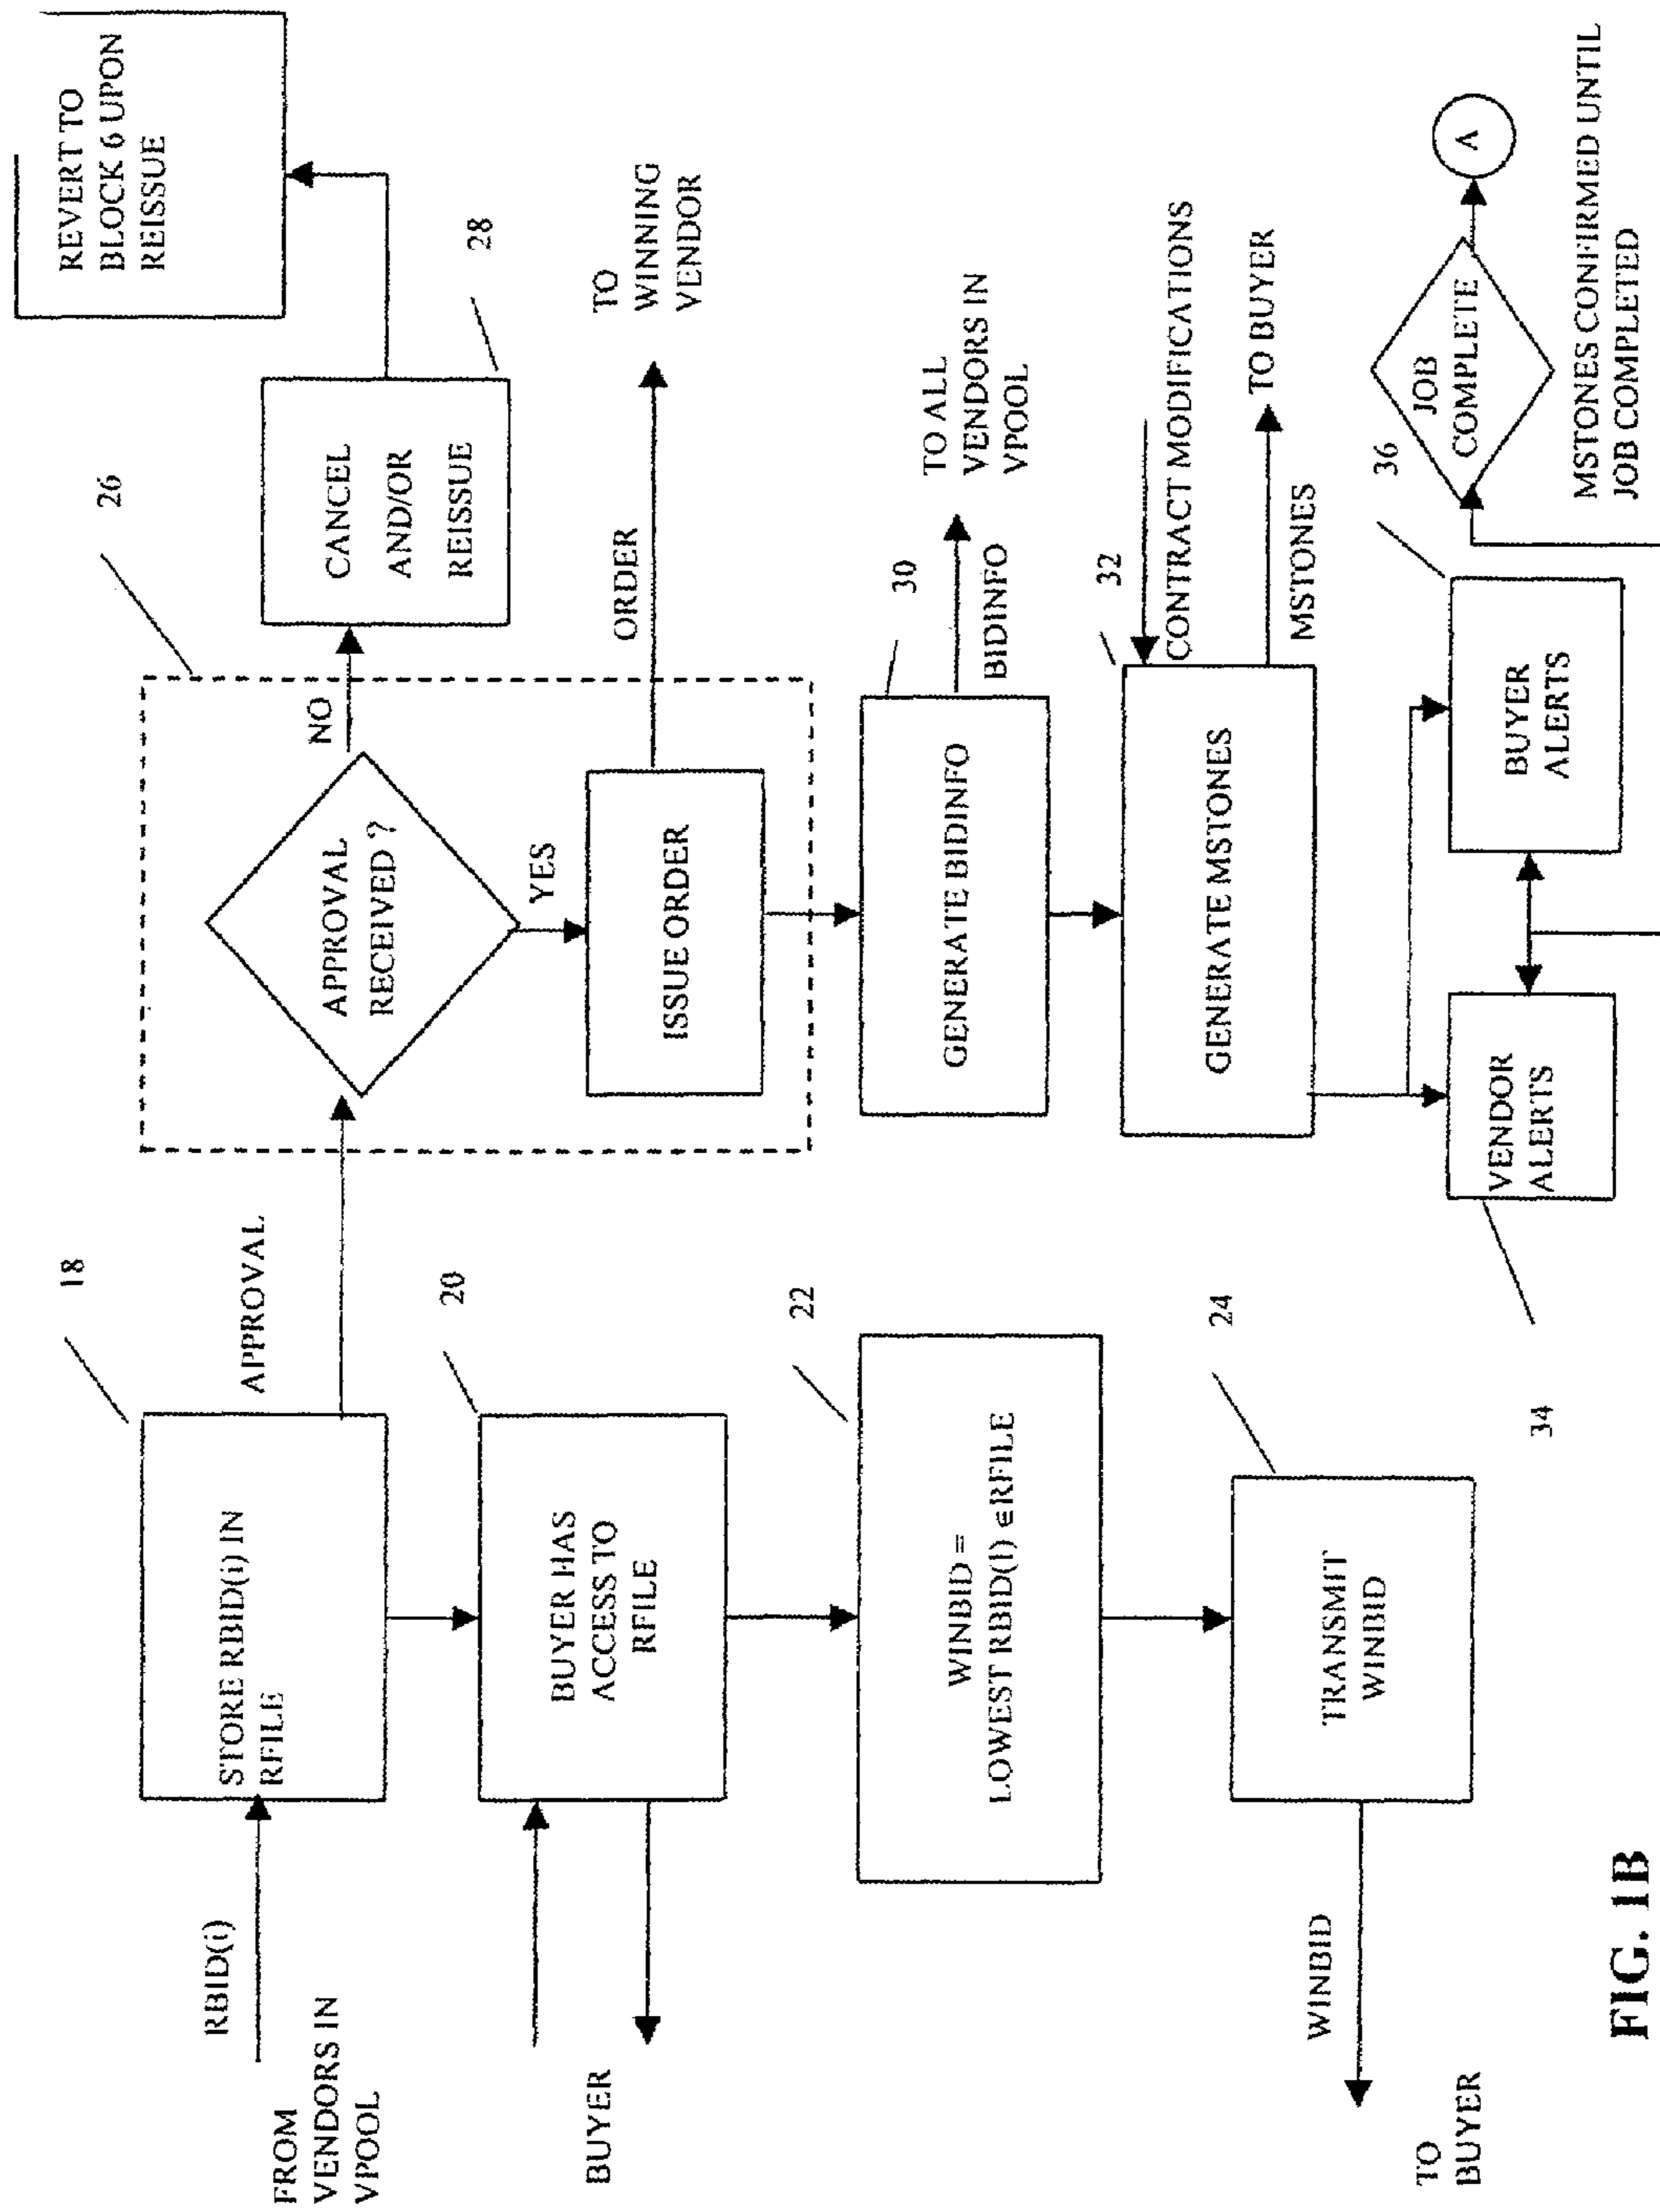 RBID(i)
FROM
VENDORS IN
VPOOL
STORE RBID(i) IN
RFILE
18
APPROVAL
BUYER
BUYER HAS
ACCESS TO
RFILE
20
WINBID =
LOWEST RBID(I) ∈ RFILE
22
TRANSMIT
WINBID
24
WINBID
TO
BUYER
26
APPROVAL
RECEIVED ?
NO
YES
CANCEL
AND/OR
REISSUE
28
REVERT TO
BLOCK 6 UPON
REISSUE
ISSUE ORDER
ORDER
TO
WINNING
VENDOR
GENERATE BIDINFO
30
BIDINFO
TO ALL
VENDORS IN
VPOOL
GENERATE MSTONES
32
CONTRACT MODIFICATIONS
MSTONES
TO BUYER
VENDOR
ALERTS
34
BUYER
ALERTS
36
JOB
COMPLETE
A
MSTONES CONFIRMED UNTIL
JOB COMPLETED
FIG. 1B